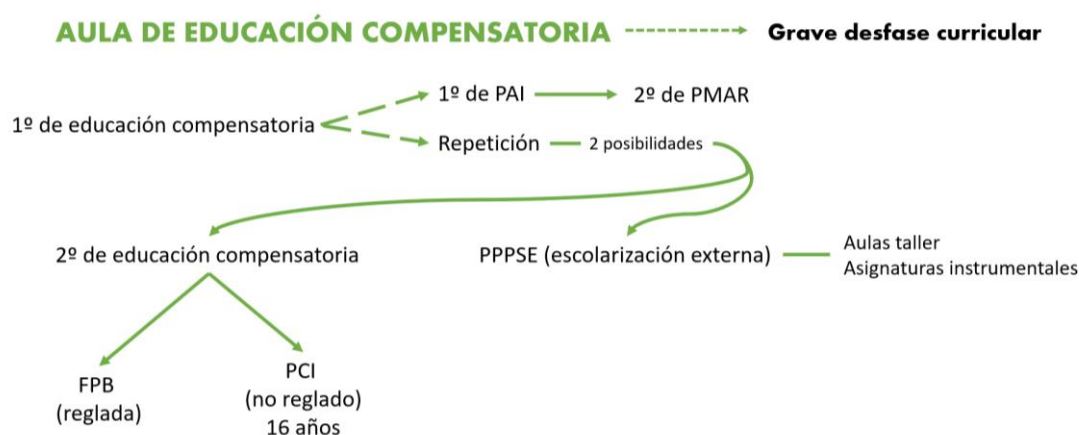 AULA DE EDUCACIÓN COMPENSATORIA
Grave desfase curricular
1º de educación compensatoria
1º de PAI
2º de PMAR
Repetición
2 posibilidades
2º de educación compensatoria
PPPSE (escolarización externa)
Aulas taller
Asignaturas instrumentales
FPB
(reglada)
PCI
(no reglado)
16 años